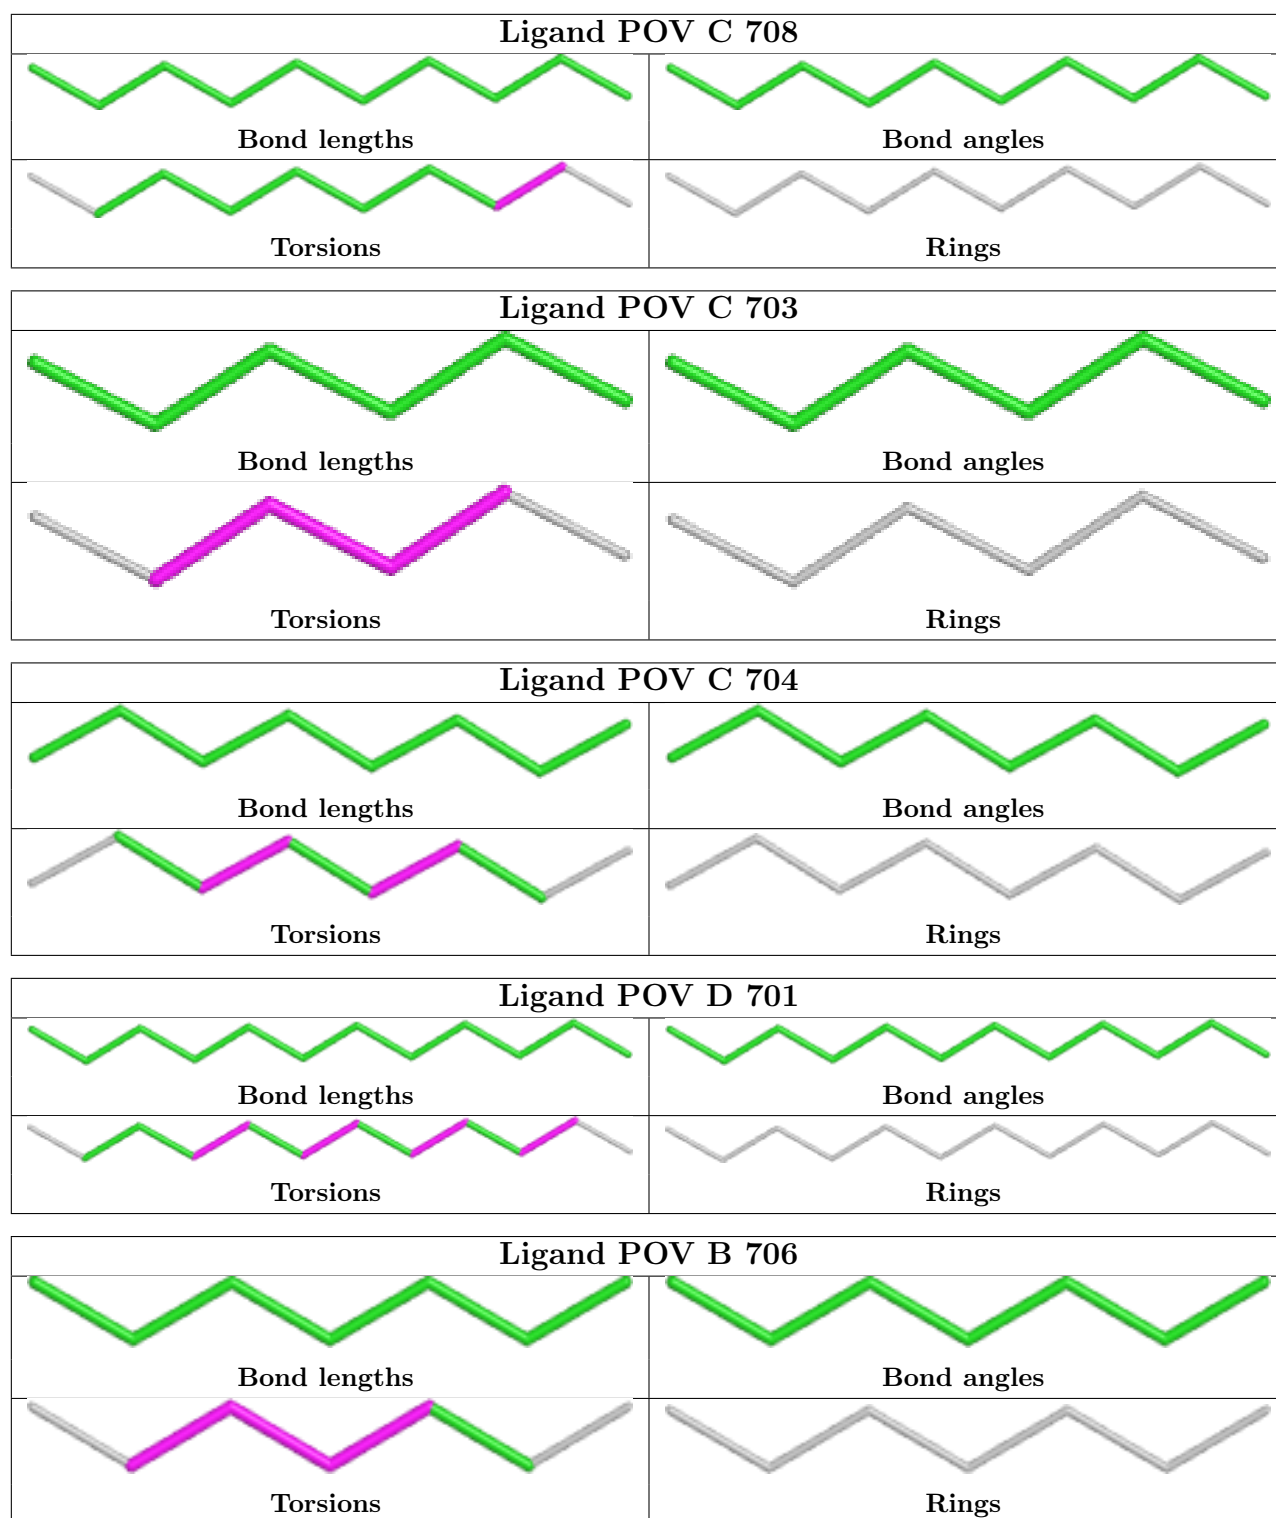 Ligand POV C 708
Bond lengths
Bond angles
Torsions
Rings
Ligand POV C 703
Bond lengths
Bond angles
Torsions
Rings
Ligand POV C 704
Bond lengths
Bond angles
Torsions
Rings
Ligand POV D 701
Bond lengths
Bond angles
Torsions
Rings
Ligand POV B 706
Bond lengths
Bond angles
Torsions
Rings